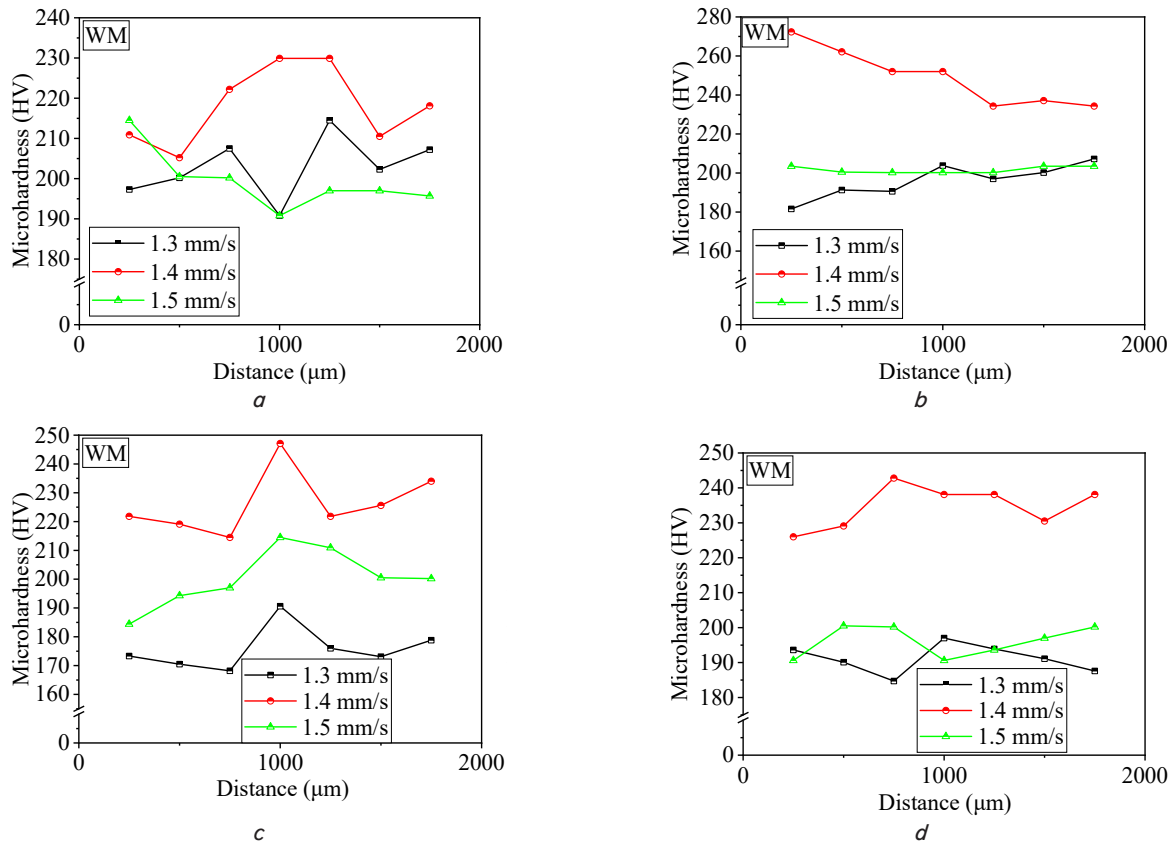 240
WM
230
220
210
200
190
180
0
Microhardness (HV)
1.3 mm/s
1.4 mm/s
1.5 mm/s
0
1000
2000
Distance (μm)
a
280
WM
260
240
220
200
180
160
0
Microhardness (HV)
1.3 mm/s
1.4 mm/s
1.5 mm/s
0
1000
2000
Distance (μm)
b
250
WM
240
230
220
210
200
190
180
170
160
0
Microhardness (HV)
1.3 mm/s
1.4 mm/s
1.5 mm/s
0
1000
2000
Distance (μm)
c
250
WM
240
230
220
210
200
190
180
0
Microhardness (HV)
1.3 mm/s
1.4 mm/s
1.5 mm/s
0
1000
2000
Distance (μm)
d